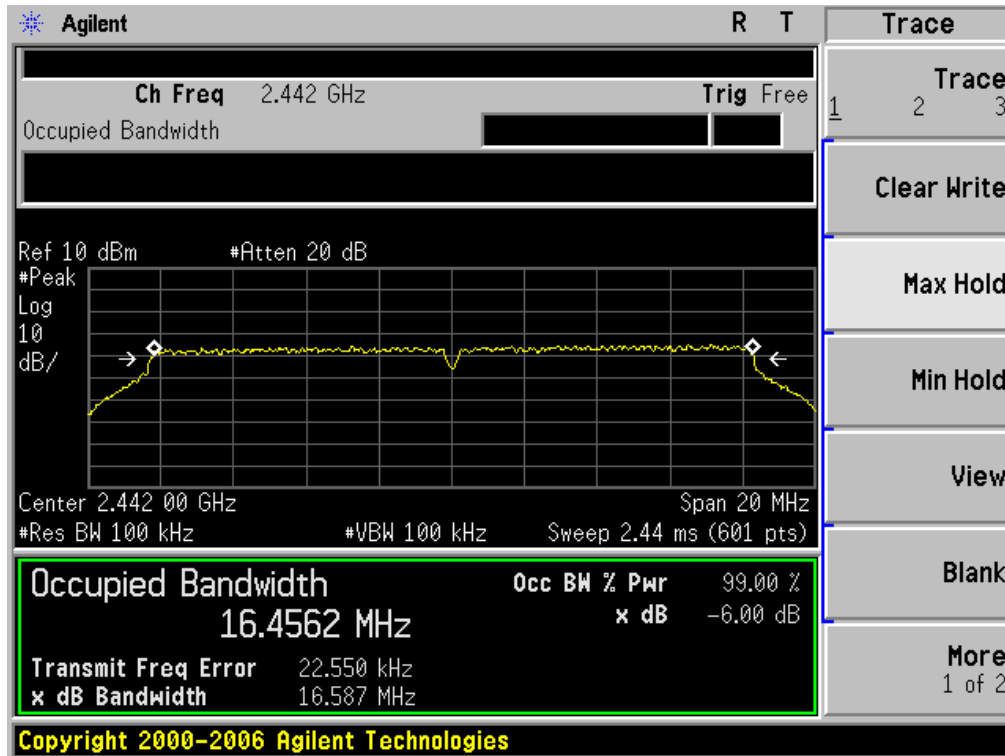 Agilent R T Trace
Ch Freq 2.442 GHz Trig Free
Occupied Bandwidth
Trace
1 2 3
Clear Write
Max Hold
Min Hold
View
Blank
More
1 of 2
Ref 10 dBm #Atten 20 dB
#Peak
Log
10
dB/
Center 2.442 00 GHz Span 20 MHz
#Res BW 100 kHz #VBW 100 kHz Sweep 2.44 ms (601 pts)
Occupied Bandwidth Occ BW % Pwr 99.00 %
16.4562 MHz x dB -6.00 dB
Transmit Freq Error 22.550 kHz
x dB Bandwidth 16.587 MHz
Copyright 2000-2006 Agilent Technologies